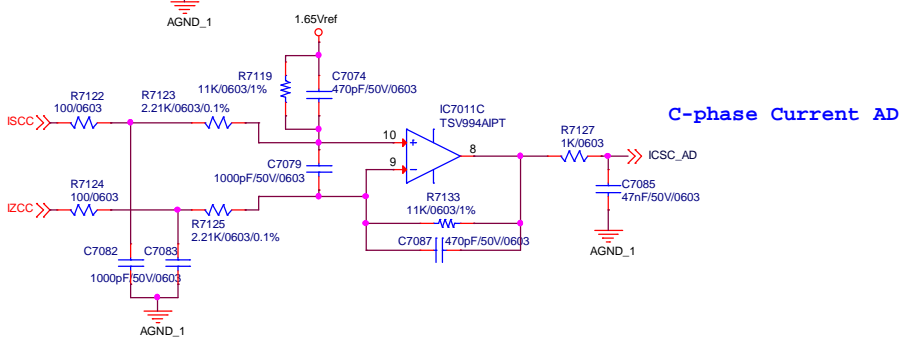 AGND_1
1.65Vref
R7119
11K/0603/1%
C7074
470pF/50V/0603
R7122
100/0603
R7123
2.21K/0603/0.1%
IC7011C
TSV994AIPT
C-phase Current AD
ISCC
10
+
9
-
8
R7127
1K/0603
ICSC_AD
C7079
1000pF/50V/0603
C7085
47nF/50V/0603
R7124
100/0603
IZCC
R7133
11K/0603/1%
R7125
2.21K/0603/0.1%
C7087
470pF/50V/0603
AGND_1
C7082
C7083
1000pF/50V/0603
AGND_1